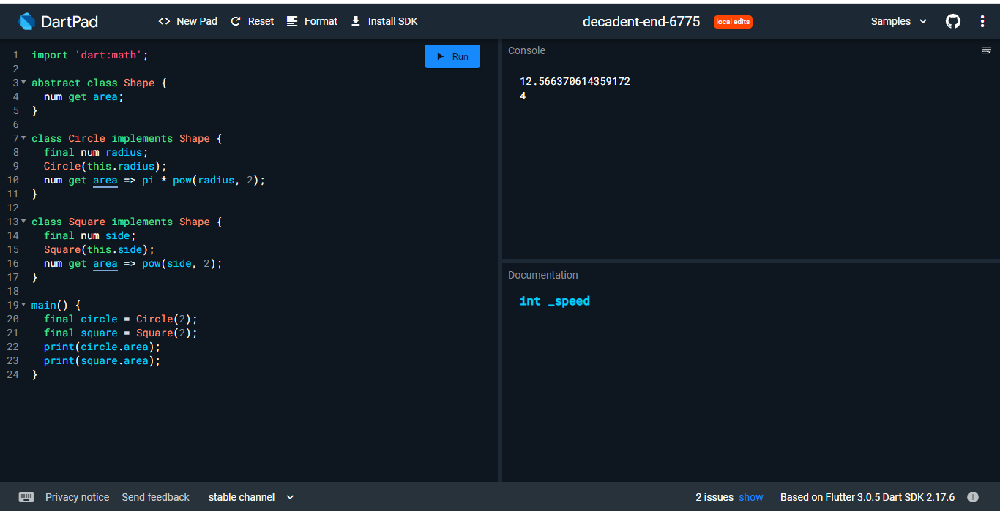 DartPad
New Pad
Reset
Format
Install SDK
decadent-end-6775
local edits
Samples
1 import 'dart:math';
2
3 abstract class Shape {
4   num get area;
5 }
6
7 class Circle implements Shape {
8   final num radius;
9   Circle(this.radius);
10   num get area => pi * pow(radius, 2);
11 }
12
13 class Square implements Shape {
14   final num side;
15   Square(this.side);
16   num get area => pow(side, 2);
17 }
18
19 main() {
20   final circle = Circle(2);
21   final square = Square(2);
22   print(circle.area);
23   print(square.area);
24 }
Run
Console
12.566370614359172
4
Documentation
int _speed
Privacy notice
Send feedback
stable channel
2 issues show
Based on Flutter 3.0.5 Dart SDK 2.17.6